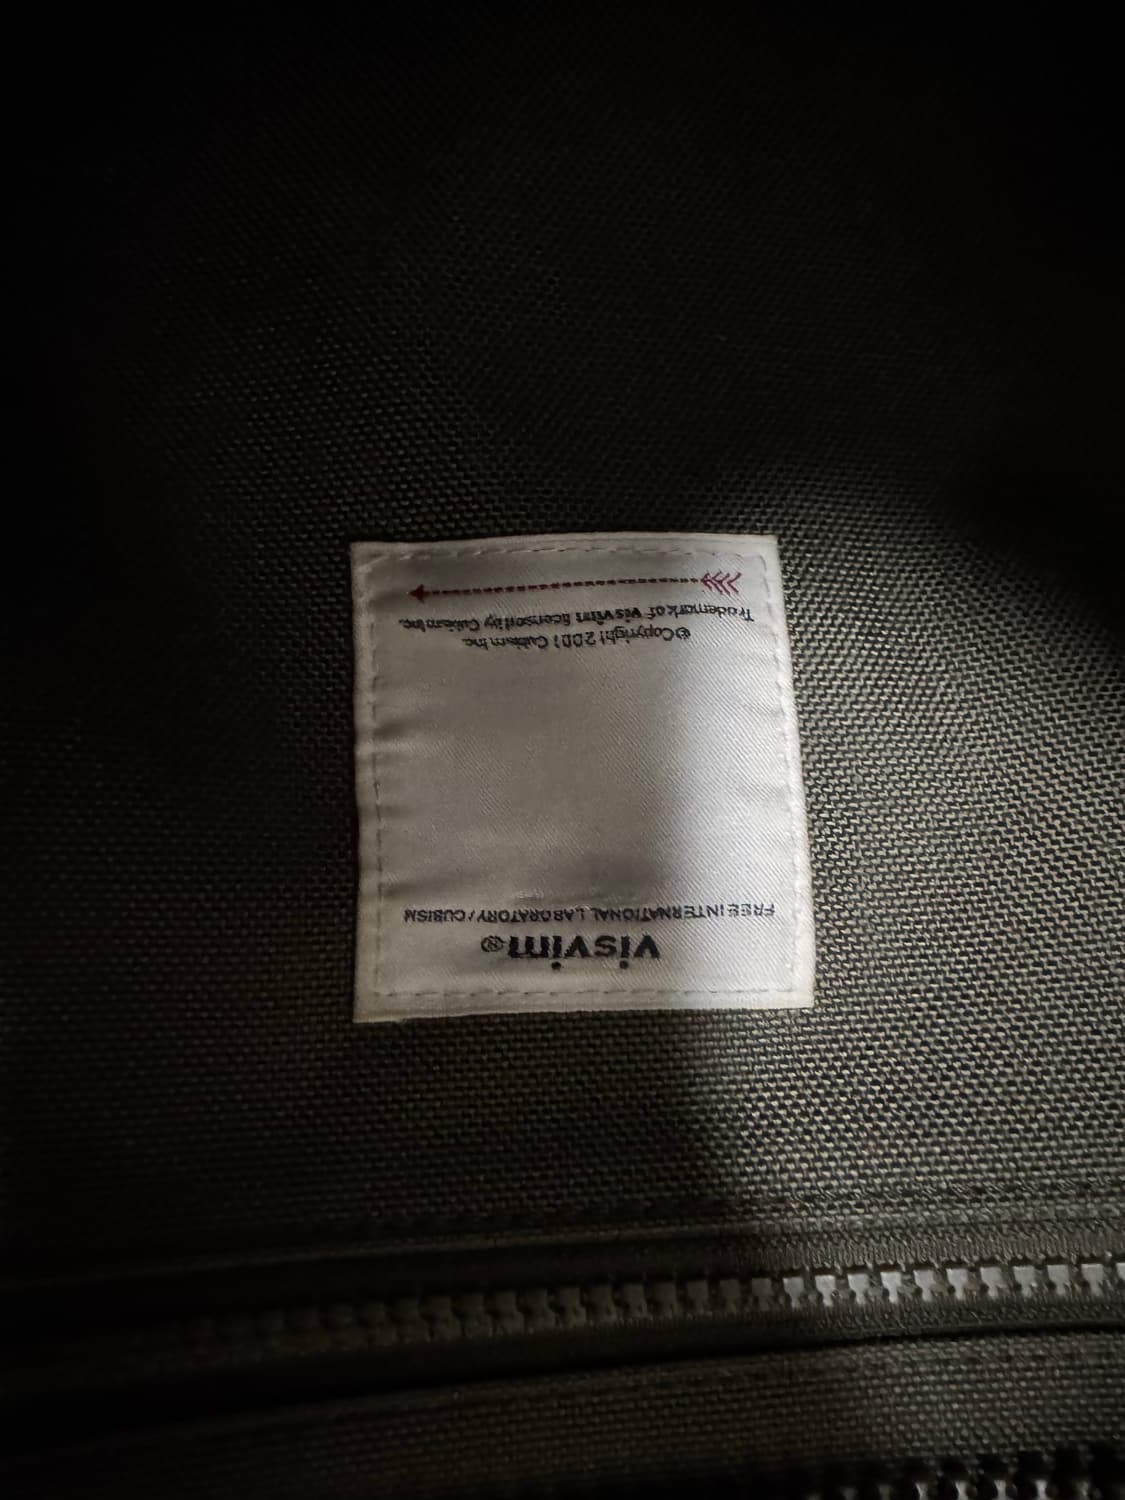 visvim®
FREE INTERNATIONAL LABORATORY / CUBISM
©Copyright 2001 Cubism Inc.
Trademark of visvim licensed by Cubism Inc.